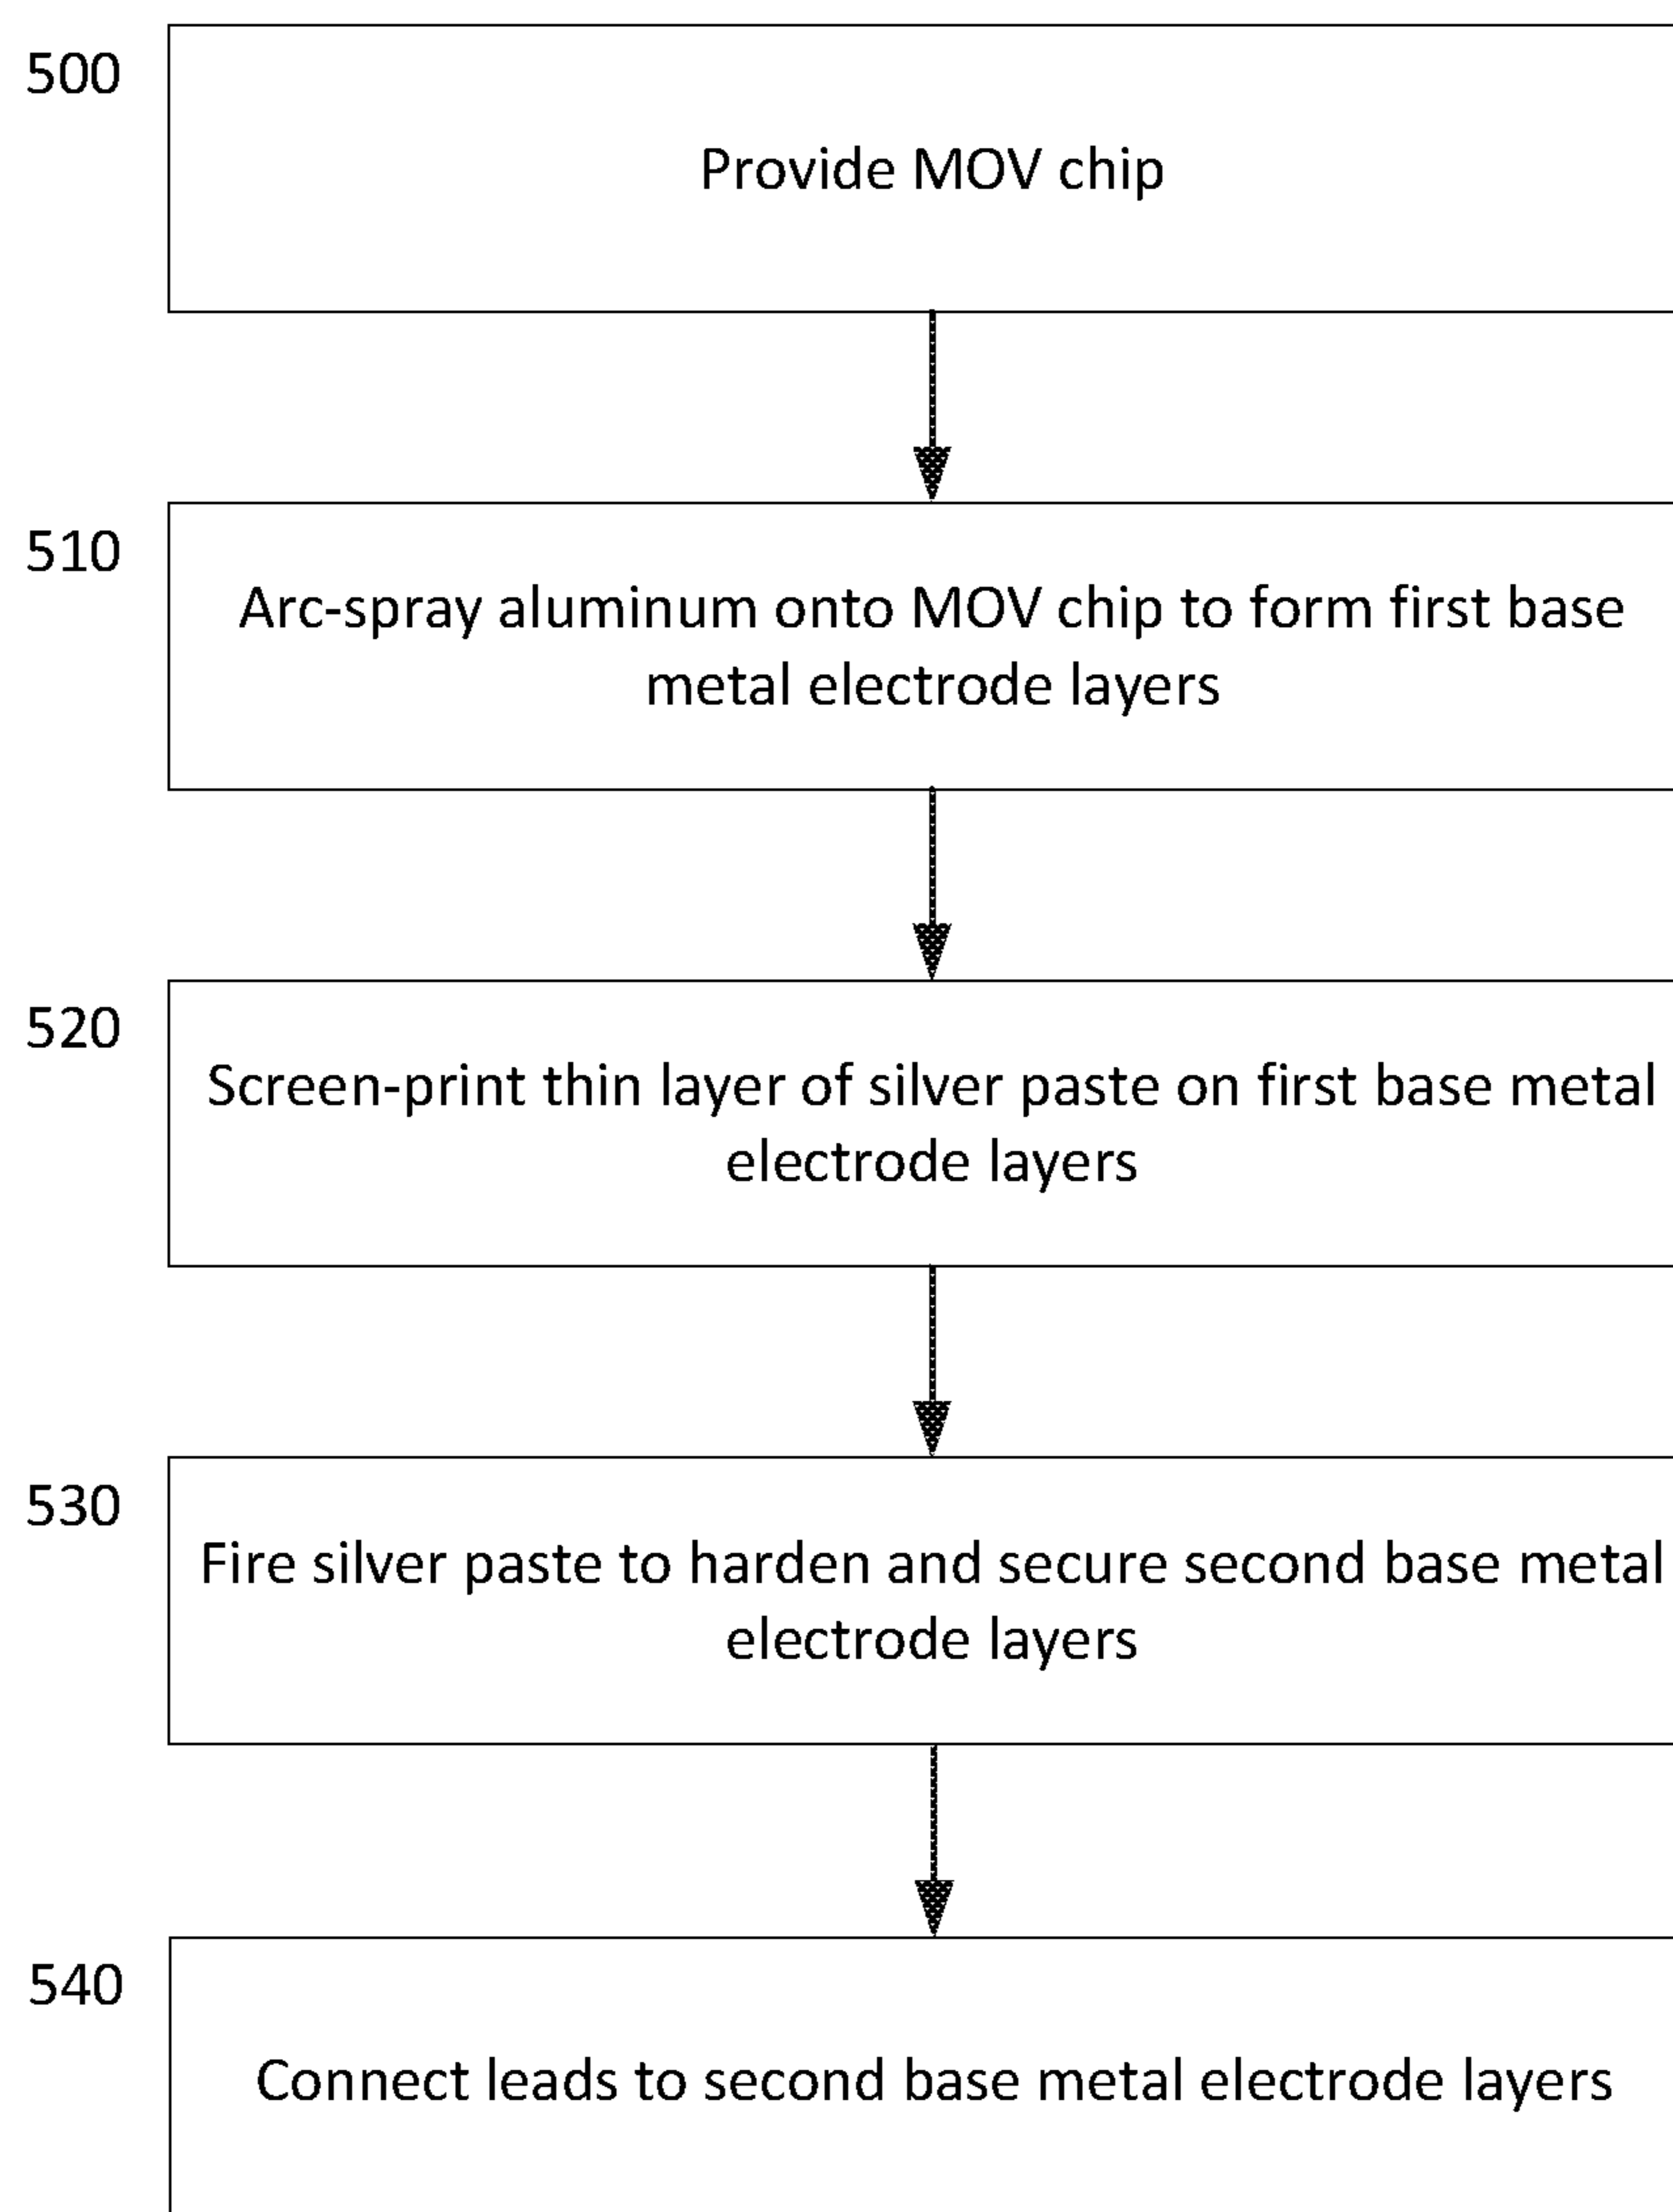 500
Provide MOV chip
510
Arc-spray aluminum onto MOV chip to form first base
metal electrode layers
520
Screen-print thin layer of silver paste on first base metal
electrode layers
530
Fire silver paste to harden and secure second base metal
electrode layers
540
Connect leads to second base metal electrode layers